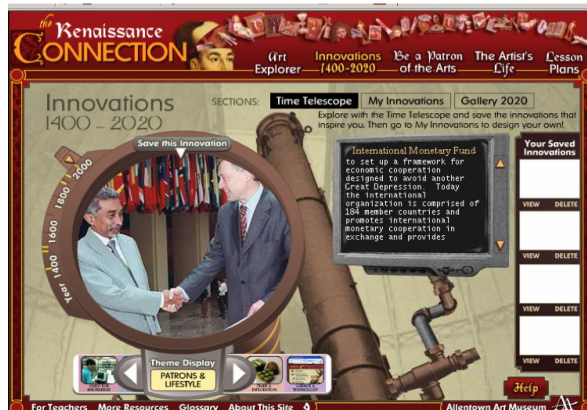 the Renaissance
CONNECTION
Art
Explorer
Innovations
1400-2020
Be a Patron
of the Arts
The Artist's
Life
Lesson
Plans
Innovations
1400 - 2020
SECTIONS:
Time Telescope
My Innovations
Gallery 2020
Explore with the Time Telescope and save the innovations that
inspire you. Then go to My Innovations to design your own!
Save this Innovation
Year 1400 1600 1800 2000
International Monetary Fund
to set up a framework for
economic cooperation
designed to avoid another
Great Depression. Today
the international
organization is comprised of
184 member countries and
promotes international
monetary cooperation in
exchange and provides
Your Saved
Innovations
VIEW DELETE
VIEW DELETE
VIEW DELETE
VIEW DELETE
Theme Display
PATRONS &
LIFESTYLE
Help
For Teachers More Resources Glossary About This Site
Allentown Art Museum